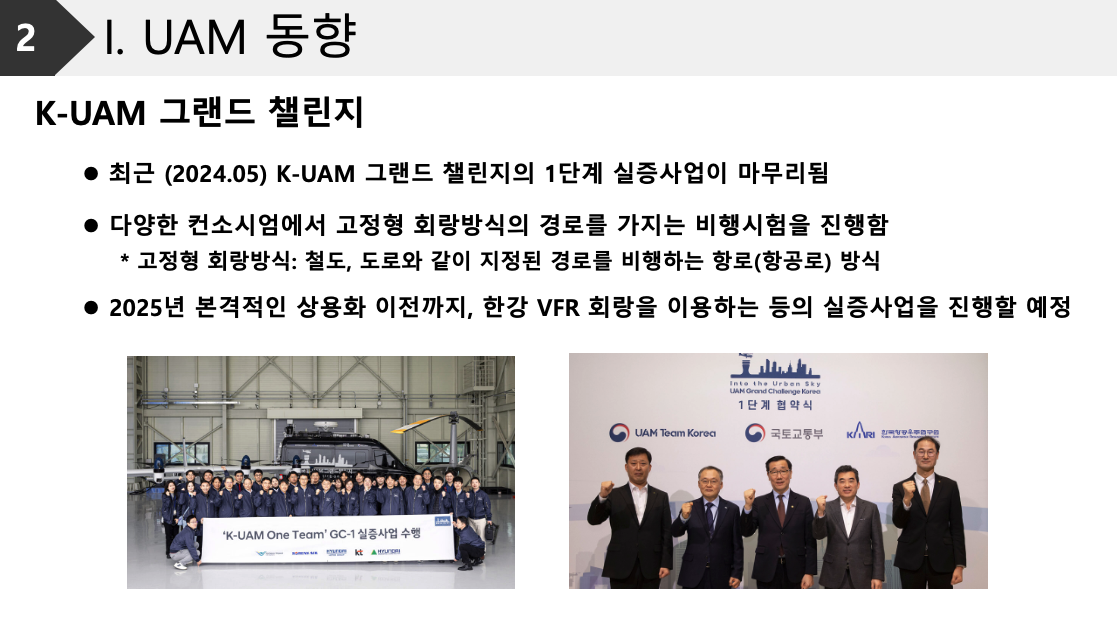 2
I. UAM 동향
K-UAM 그랜드 챌린지
● 최근 (2024.05) K-UAM 그랜드 챌린지의 1단계 실증사업이 마무리됨
● 다양한 컨소시엄에서 고정형 회랑방식의 경로를 가지는 비행시험을 진행함
* 고정형 회랑방식: 철도, 도로와 같이 지정된 경로를 비행하는 항로(항공로) 방식
● 2025년 본격적인 상용화 이전까지, 한강 VFR 회랑을 이용하는 등의 실증사업을 진행할 예정
'K-UAM One Team' GC-1 실증사업 수행
kt HYUNDAI
Into the Urban Sky
UAM Grand Challenge Korea
1단계 협약식
UAM Team Korea 국토교통부 KARI 한국항공우주연구원